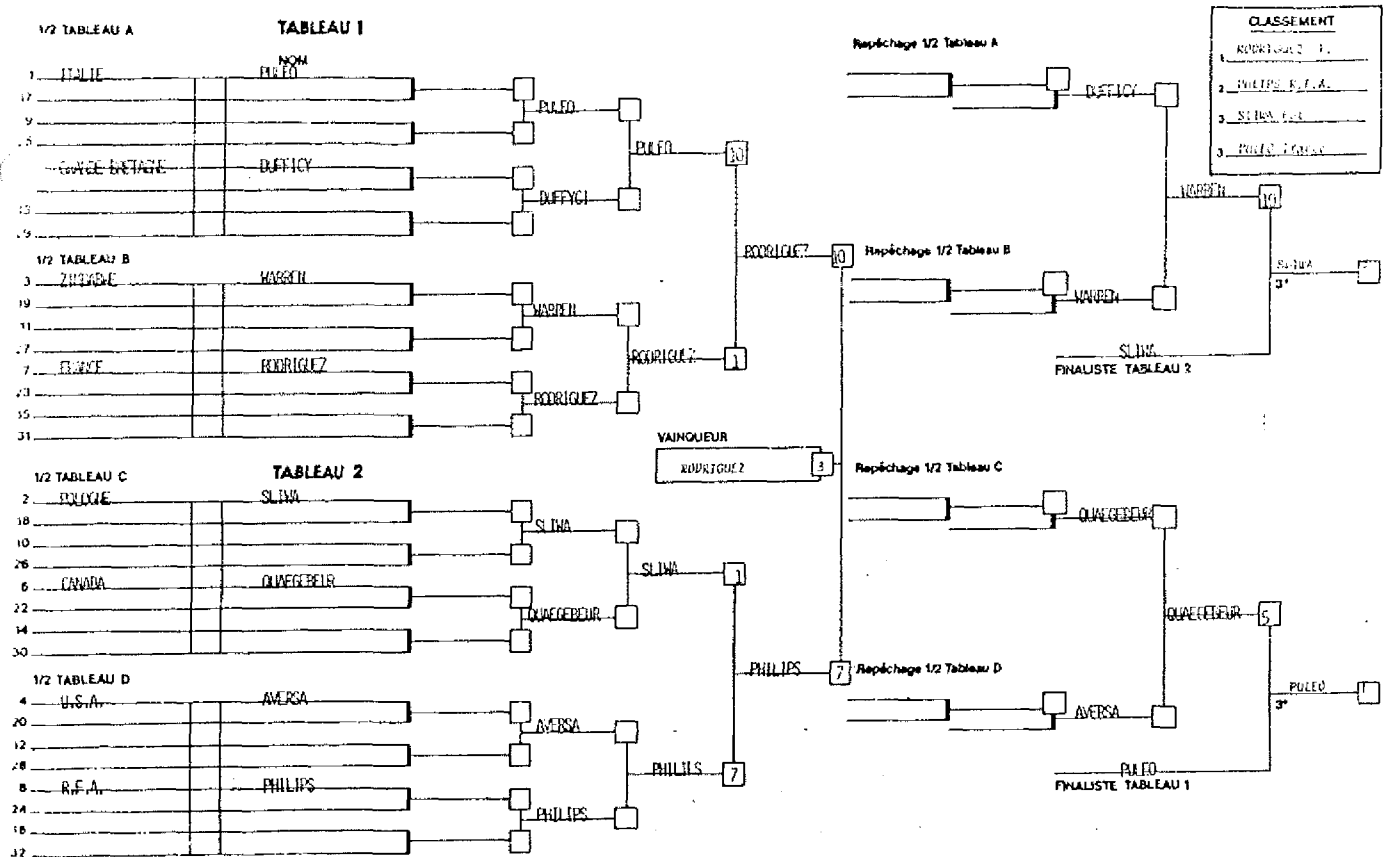 1/2 TABLEAU A
TABLEAU 1
NOM
1 ITALIE PULEO
17
9
PULEO
PULEO
10
GRANDE BRETAGNE DUFFICY
DUFFYGI
13
1/2 TABLEAU B
3 ZIMBABWE WARREN
19
11
WARREN
7 FRANCE RODRIGUEZ
23
15
31
RODRIGUEZ
RODRIGUEZ
1
RODRIGUEZ
10
1/2 TABLEAU C
TABLEAU 2
2 POLOGNE SLIWA
18
10
26
SLIWA
6 CANADA QUAEGEBEUR
22
14
30
QUAEGEBEUR
SLIWA
1
1/2 TABLEAU D
4 U.S.A. AVERSA
20
12
28
AVERSA
8 R.F.A. PHILIPS
24
16
32
PHILIPS
PHILILS
7
PHILIPS
7
VAINQUEUR
RODRIGUEZ 3
Repêchage 1/2 Tableau A
DUFFICY
WARREN
Repêchage 1/2 Tableau B
WARREN
SLIWA
FINALISTE TABLEAU 2
SLIWA
3°
Repêchage 1/2 Tableau C
QUAEGEBEUR
QUAEGEBEUR 5
Repêchage 1/2 Tableau D
AVERSA
PULEO
FINALISTE TABLEAU 1
PULEO
3°
CLASSEMENT
1 RODRIGUEZ
2 PHILIPS R.F.A.
3 SLIWA
3 PULEO